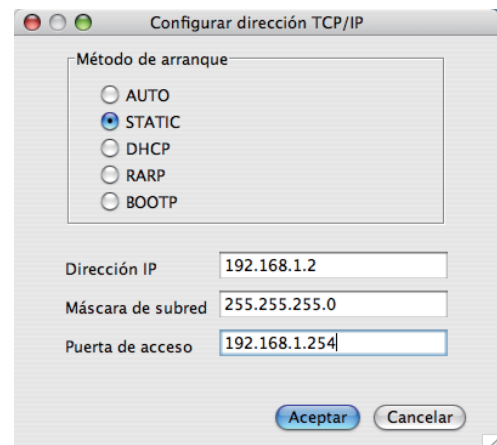 Configurar dirección TCP/IP
Método de arranque
AUTO
STATIC
DHCP
RARP
BOOTP
Dirección IP 192.168.1.2
Máscara de subred 255.255.255.0
Puerta de acceso 192.168.1.254
Aceptar Cancelar